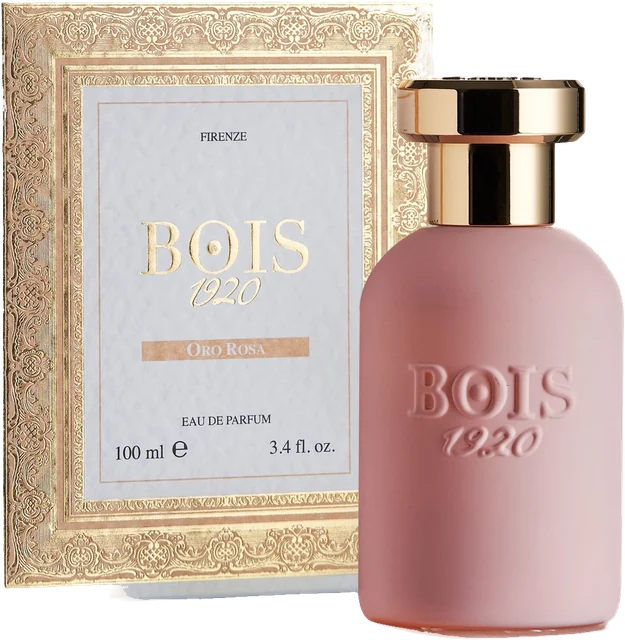 FIRENZE
BOIS
1920
ORO ROSA
EAU DE PARFUM
100 ml ℮ 3.4 fl. oz.
BOIS
1920